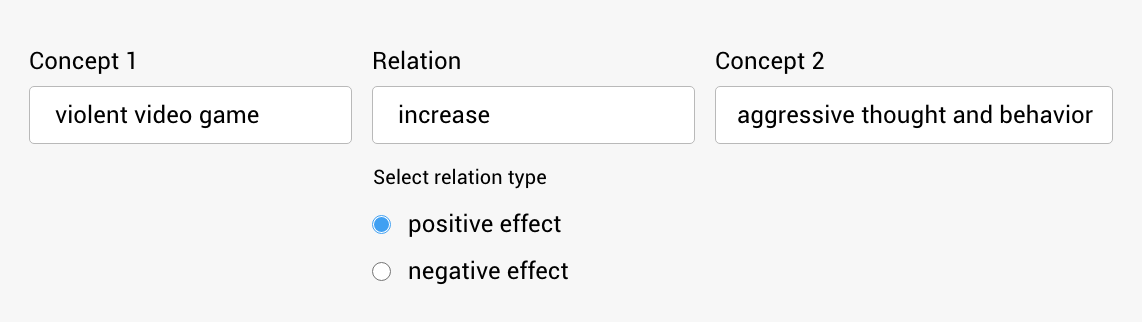 Concept 1
Relation
Concept 2
violent video game
increase
aggressive thought and behavior
Select relation type
positive effect
negative effect